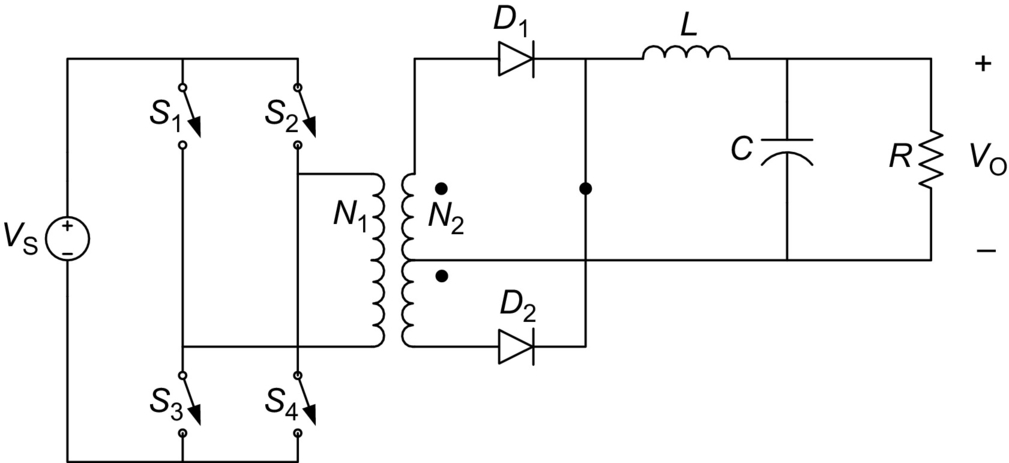 D1
L
+
S1
S2
C
R
VO
N1
N2
VS
+
−
−
D2
S3
S4